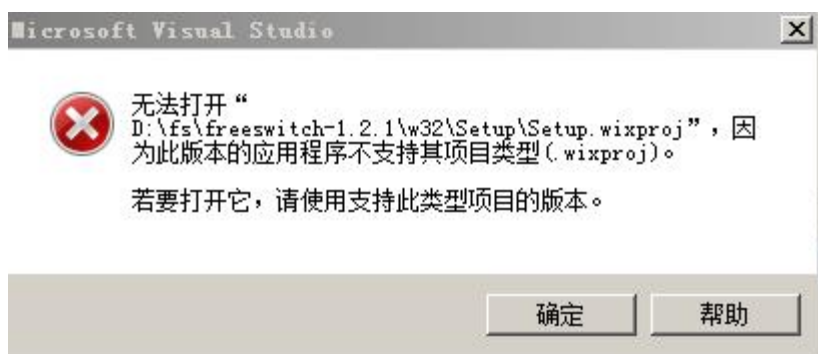 Microsoft Visual Studio
无法打开“
D:\fs\freeswitch-1.2.1\w32\Setup\Setup.wixproj”，因
为此版本的应用程序不支持其项目类型(.wixproj)。
若要打开它，请使用支持此类型项目的版本。
确定
帮助